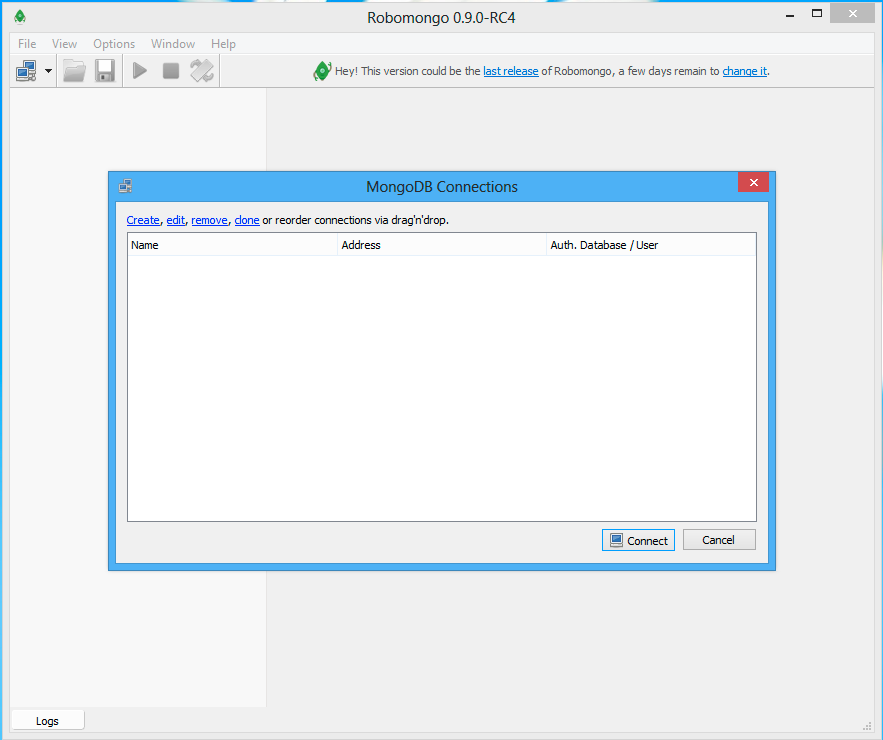 Robomongo 0.9.0-RC4
File View Options Window Help
Hey! This version could be the last release of Robomongo, a few days remain to change it.
MongoDB Connections
Create, edit, remove, clone or reorder connections via drag'n'drop.
Name Address Auth. Database / User
Connect Cancel
Logs